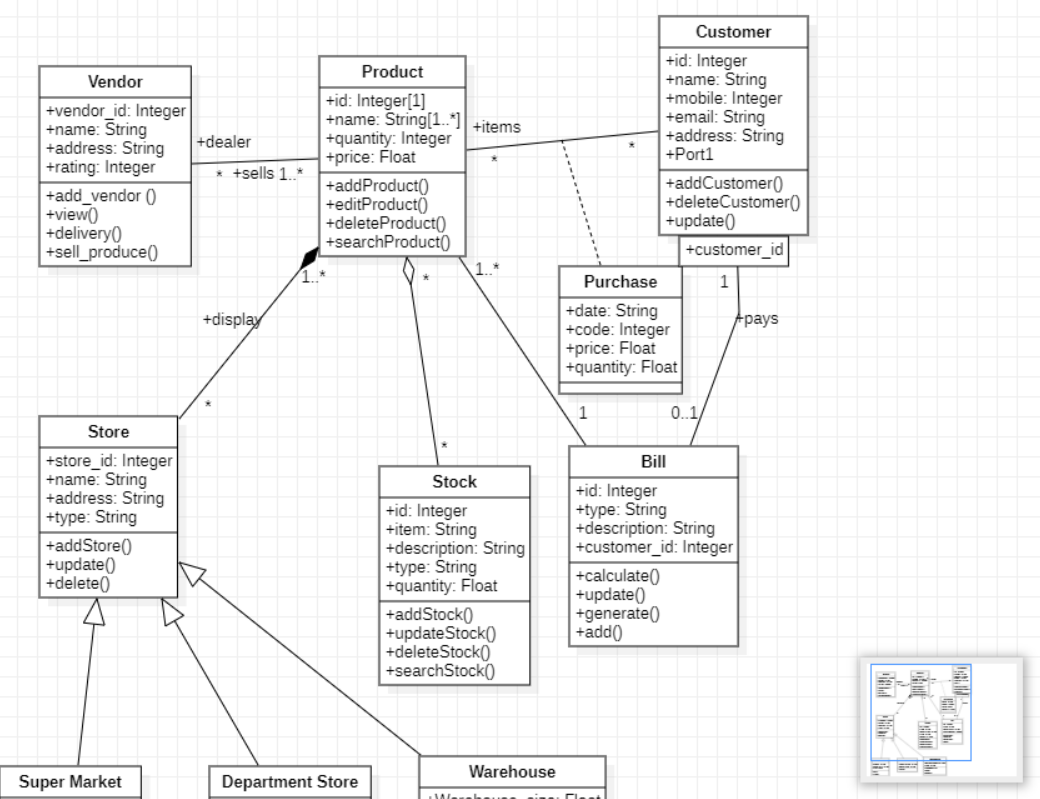 Customer
+id: Integer
+name: String
+mobile: Integer
+email: String
+address: String
+Port1
+addCustomer()
+deleteCustomer()
+update()
+customer_id
Product
+id: Integer[1]
+name: String[1..*]
+quantity: Integer
+price: Float
+addProduct()
+editProduct()
+deleteProduct()
+searchProduct()
Vendor
+vendor_id: Integer
+name: String
+address: String
+rating: Integer
+add_vendor ()
+view()
+delivery()
+sell_produce()
+dealer
* +sells 1..*
+items
*
*
1..*
*
1..*
+display
*
*
Purchase
+date: String
+code: Integer
+price: Float
+quantity: Float
1
+pays
1
0..1
Store
+store_id: Integer
+name: String
+address: String
+type: String
+addStore()
+update()
+delete()
Stock
+id: Integer
+item: String
+description: String
+type: String
+quantity: Float
+addStock()
+updateStock()
+deleteStock()
+searchStock()
Bill
+id: Integer
+type: String
+description: String
+customer_id: Integer
+calculate()
+update()
+generate()
+add()
Super Market
Department Store
Warehouse
+Warehouse_size: Float